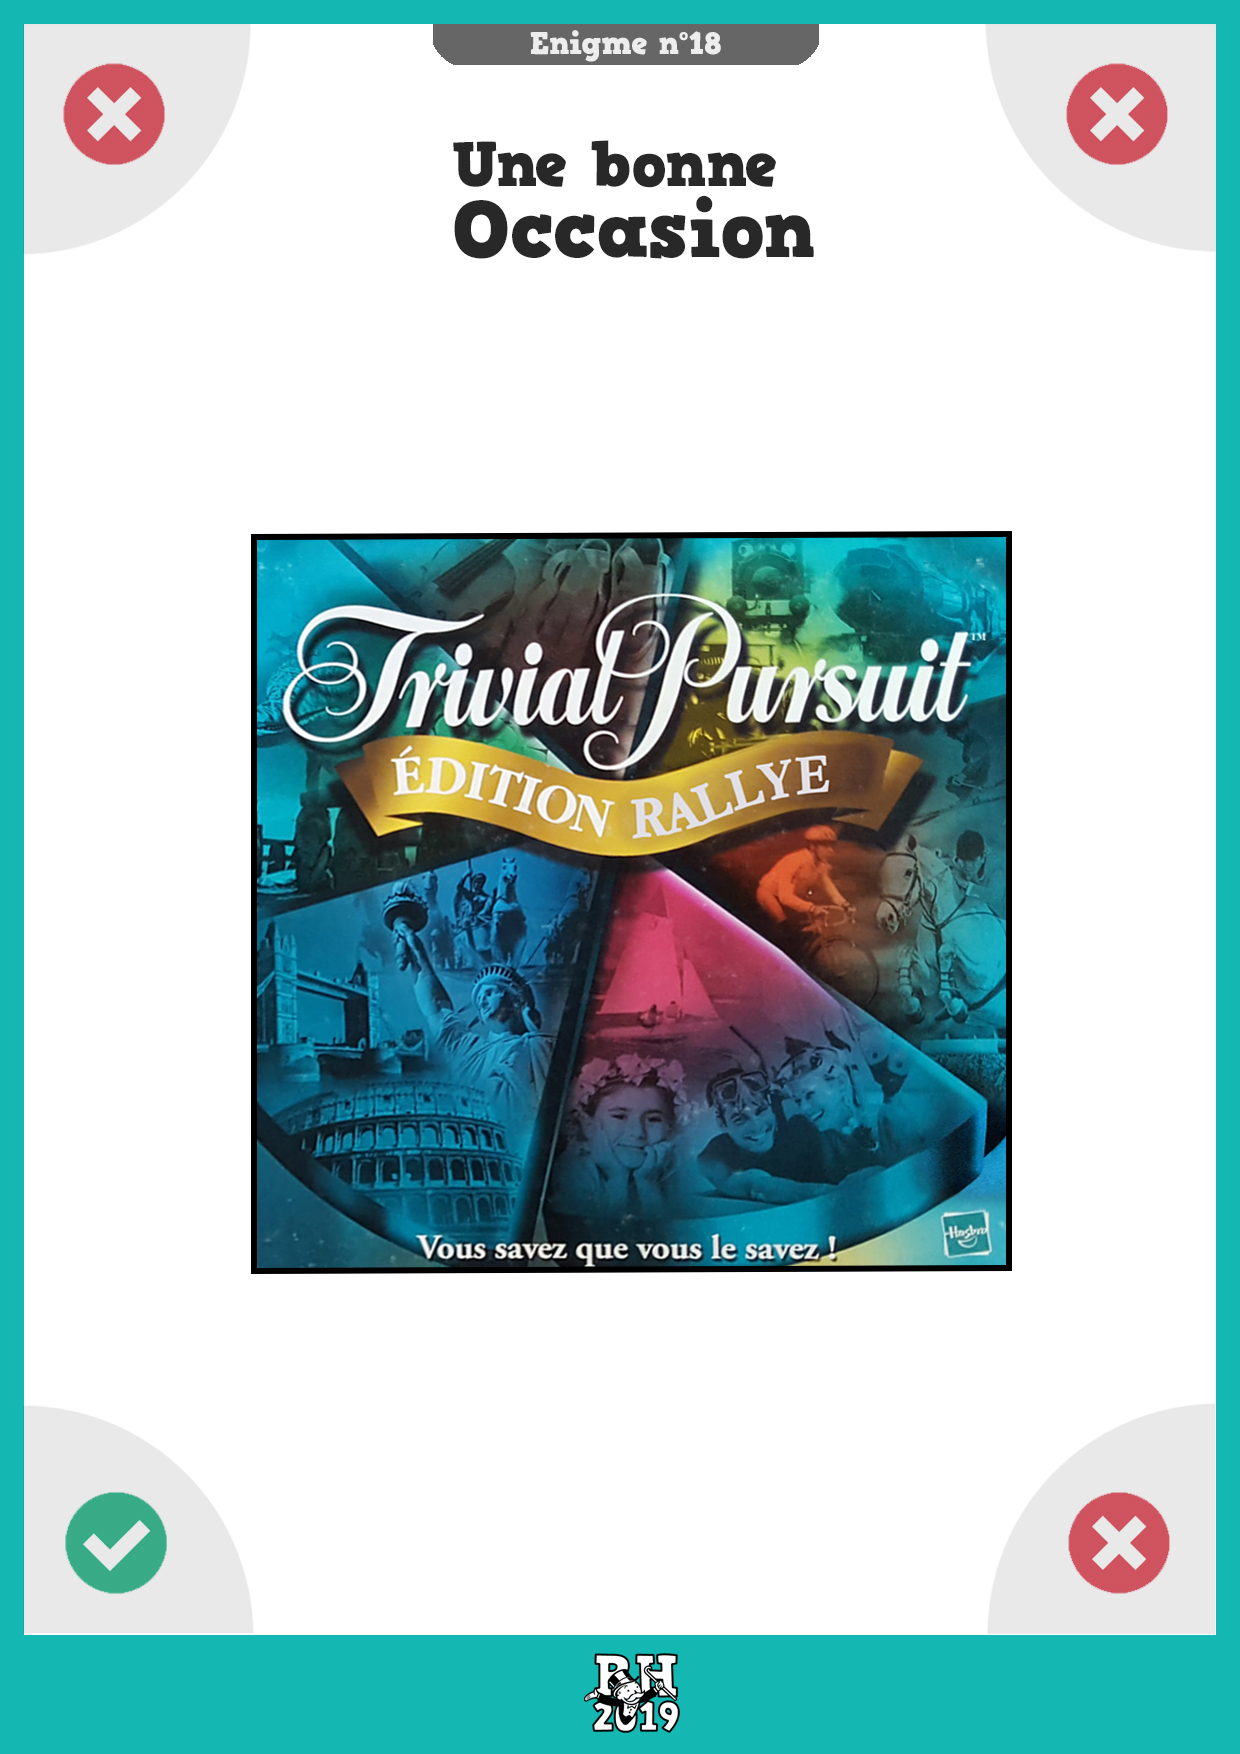 Enigme n°18
Une bonne
Occasion
Trivial Pursuit™
ÉDITION RALLYE
Vous savez que vous le savez !
Hasbro
RH
2019